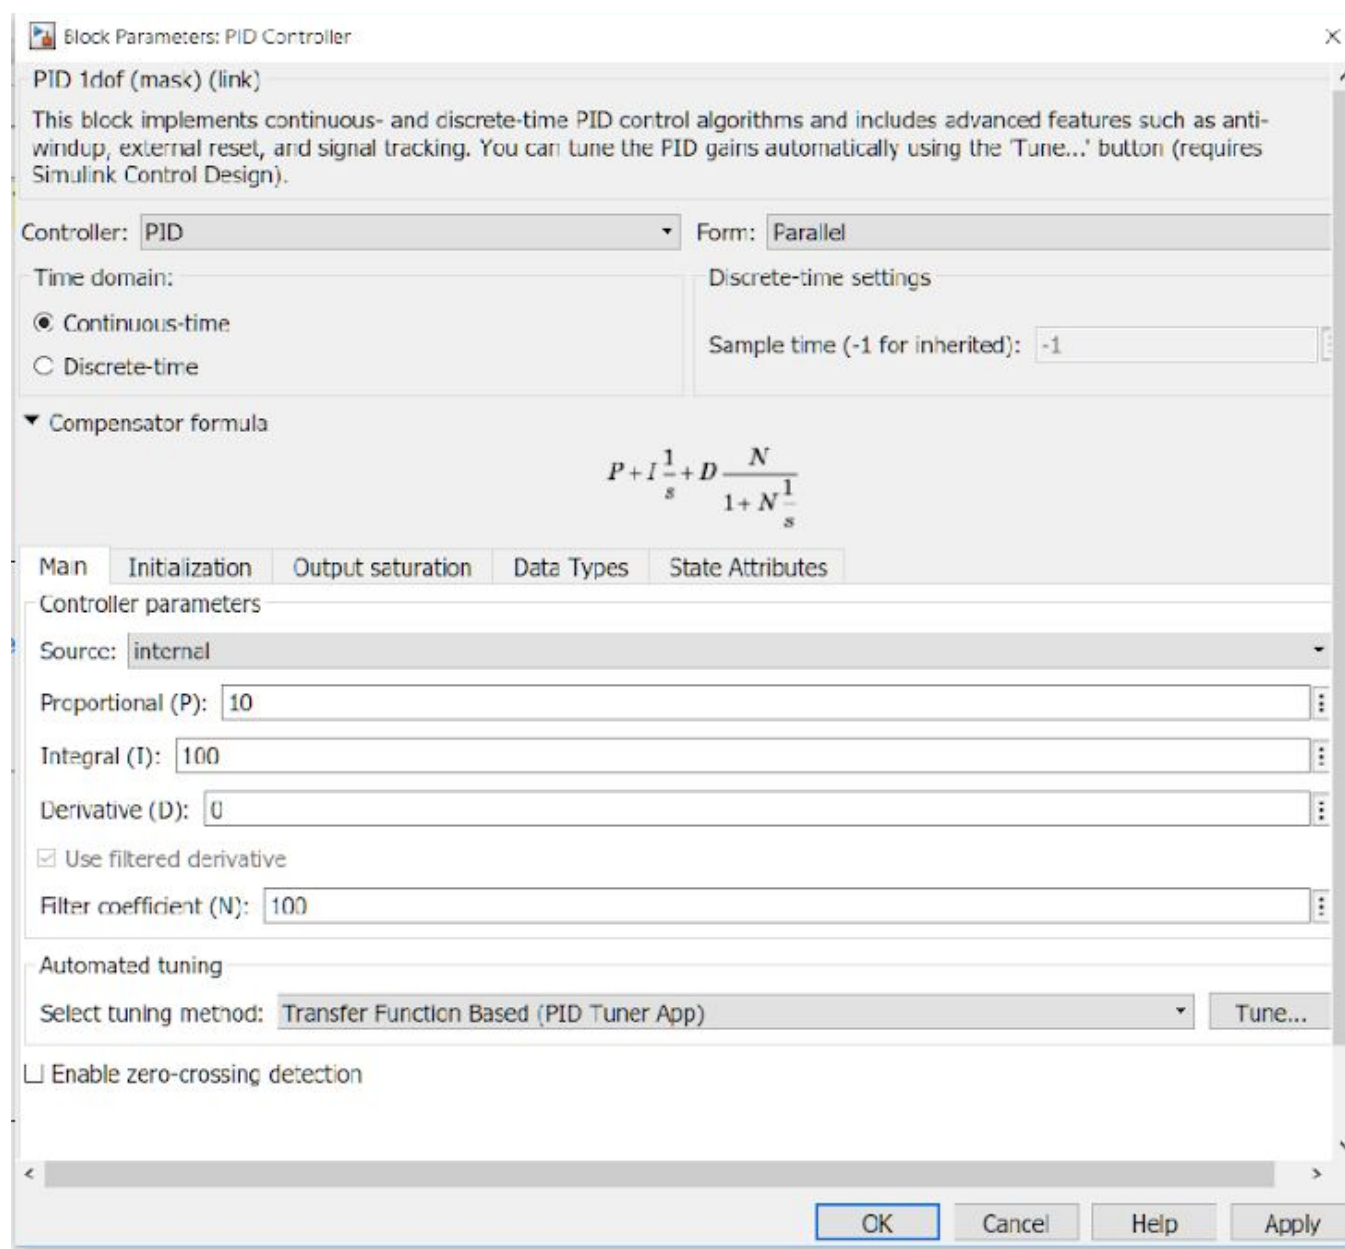 Block Parameters: PID Controller
PID 1dof (mask) (link)
This block implements continuous- and discrete-time PID control algorithms and includes advanced features such as anti-
windup, external reset, and signal tracking. You can tune the PID gains automatically using the 'Tune...' button (requires
Simulink Control Design).
Controller: PID Form: Parallel
Time domain: Discrete-time settings
Continuous-time
Sample time (-1 for inherited): -1
Discrete-time
Compensator formula
P + I 1/s + D N/(1 + N 1/s)
Main Initialization Output saturation Data Types State Attributes
Controller parameters
Source: internal
Proportional (P): 10
Integral (I): 100
Derivative (D): 0
Use filtered derivative
Filter coefficient (N): 100
Automated tuning
Select tuning method: Transfer Function Based (PID Tuner App) Tune...
Enable zero-crossing detection
OK Cancel Help Apply